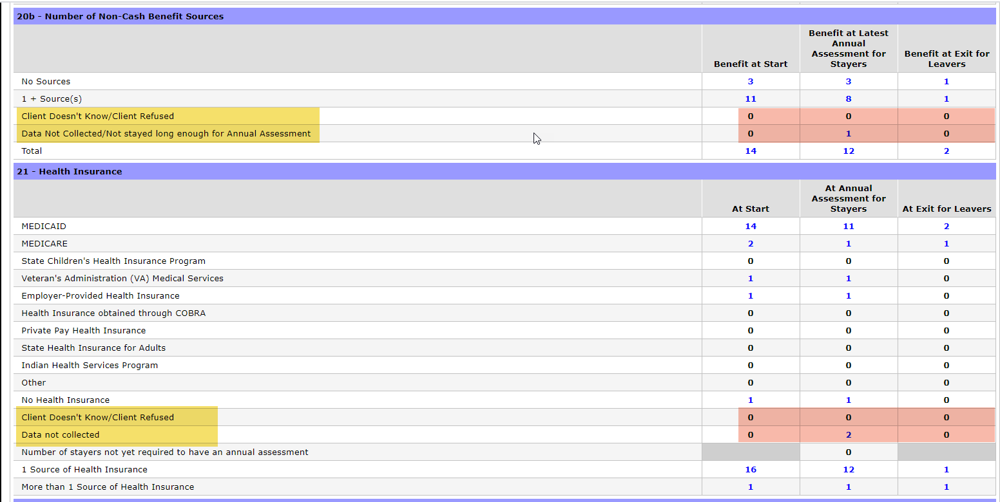 20b - Number of Non-Cash Benefit Sources
Benefit at Start
Benefit at Latest
Annual
Assessment for
Stayers
Benefit at Exit for
Leavers
No Sources 3 3 1
1 + Source(s) 11 8 1
Client Doesn't Know/Client Refused 0 0 0
Data Not Collected/Not stayed long enough for Annual Assessment 0 1 0
Total 14 12 2
21 - Health Insurance
At Start
At Annual
Assessment for
Stayers
At Exit for Leavers
MEDICAID 14 11 2
MEDICARE 2 1 1
State Children's Health Insurance Program 0 0 0
Veteran's Administration (VA) Medical Services 1 1 0
Employer-Provided Health Insurance 1 1 0
Health Insurance obtained through COBRA 0 0 0
Private Pay Health Insurance 0 0 0
State Health Insurance for Adults 0 0 0
Indian Health Services Program 0 0 0
Other 0 0 0
No Health Insurance 1 1 0
Client Doesn't Know/Client Refused 0 0 0
Data not collected 0 2 0
Number of stayers not yet required to have an annual assessment 0
1 Source of Health Insurance 16 12 1
More than 1 Source of Health Insurance 1 1 1